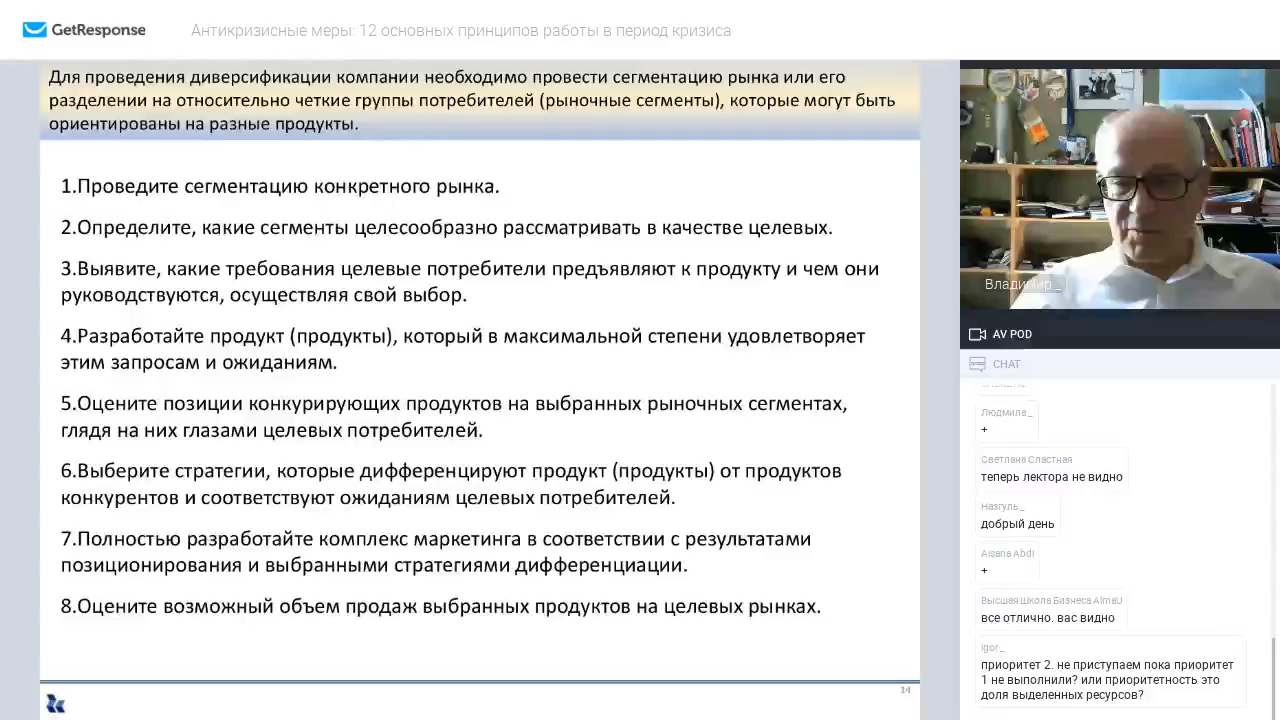 GetResponse
Антикризисные меры: 12 основных принципов работы в период кризиса
Для проведения диверсификации компании необходимо провести сегментацию рынка или его
разделении на относительно четкие группы потребителей (рыночные сегменты), которые могут быть
ориентированы на разные продукты.
1.Проведите сегментацию конкретного рынка.
2.Определите, какие сегменты целесообразно рассматривать в качестве целевых.
3.Выявите, какие требования целевые потребители предъявляют к продукту и чем они
руководствуются, осуществляя свой выбор.
4.Разработайте продукт (продукты), который в максимальной степени удовлетворяет
этим запросам и ожиданиям.
5.Оцените позиции конкурирующих продуктов на выбранных рыночных сегментах,
глядя на них глазами целевых потребителей.
6.Выберите стратегии, которые дифференцируют продукт (продукты) от продуктов
конкурентов и соответствуют ожиданиям целевых потребителей.
7.Полностью разработайте комплекс маркетинга в соответствии с результатами
позиционирования и выбранными стратегиями дифференциации.
8.Оцените возможный объем продаж выбранных продуктов на целевых рынках.
14
Владимир _
AV POD
CHAT
Людмила _
+
Светлана Сластная
теперь лектора не видно
Назгуль _
добрый день
Aisana Abdi
+
Высшая Школа Бизнеса AlmaU
все отлично. вас видно
Igor _
приоритет 2. не приступаем пока приоритет
1 не выполнили? или приоритетность это
доля выделенных ресурсов?